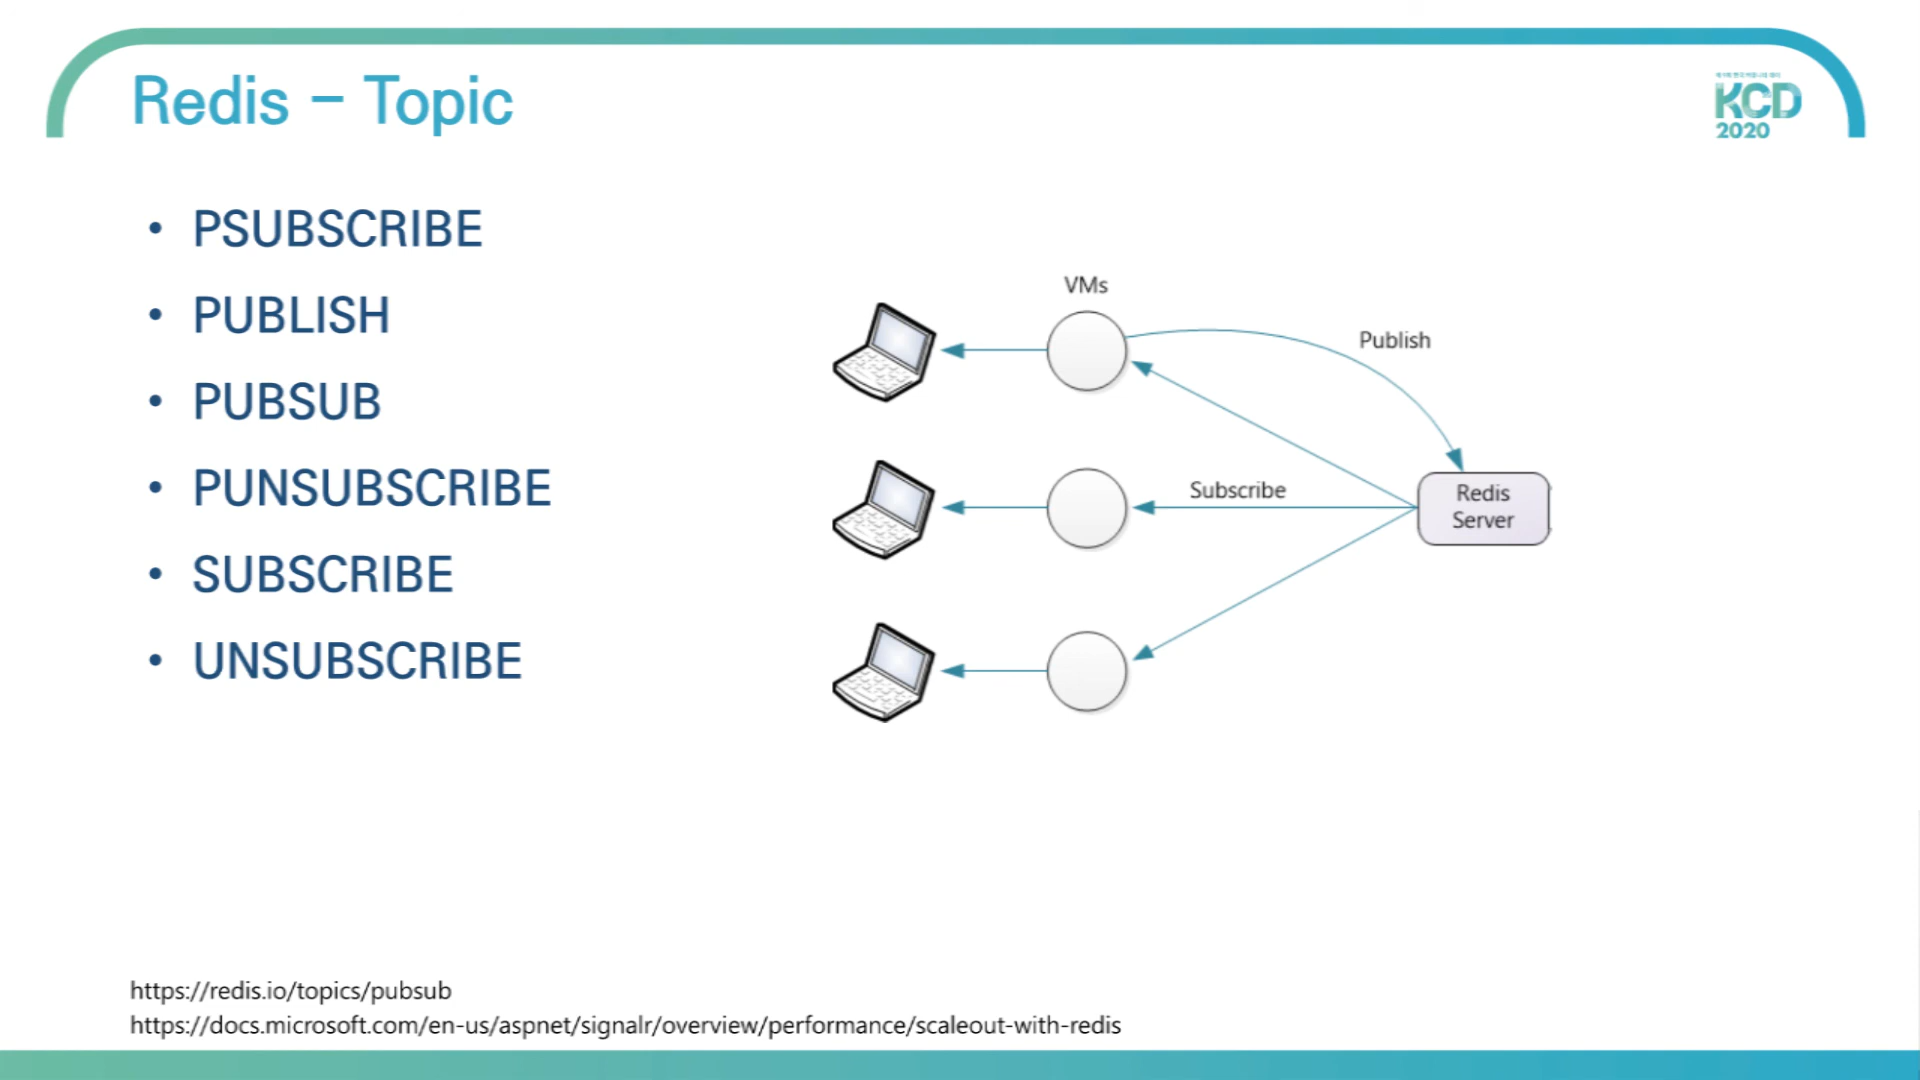 Redis – Topic
KCD
2020
• PSUBSCRIBE
• PUBLISH
• PUBSUB
• PUNSUBSCRIBE
• SUBSCRIBE
• UNSUBSCRIBE
VMs
Publish
Subscribe
Redis
Server
https://redis.io/topics/pubsub
https://docs.microsoft.com/en-us/aspnet/signalr/overview/performance/scaleout-with-redis